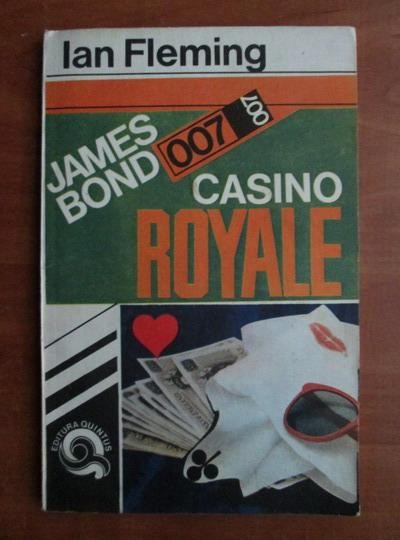 Ian Fleming
JAMES
BOND
007
007
CASINO
ROYALE
EDITURA QUINTUS